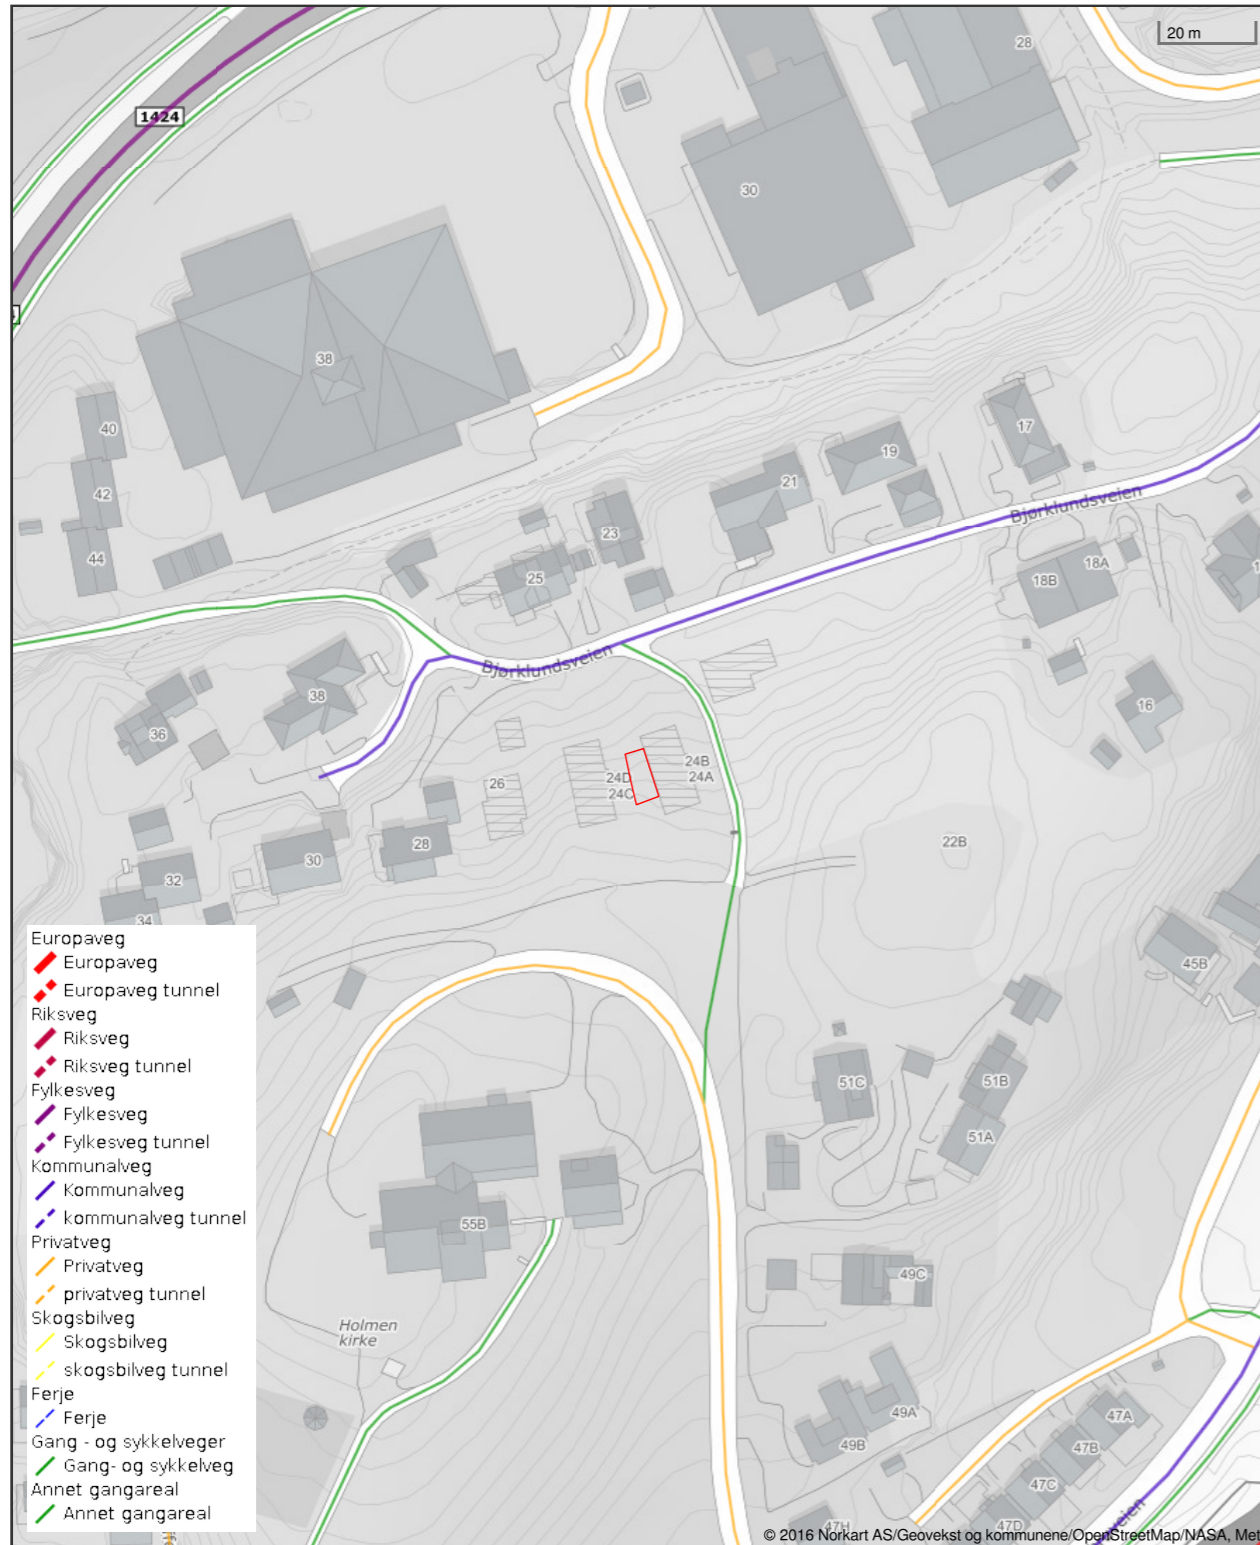 20 m
28
1424
30
38
40
42
44
17
19
21
23
25
Bjørklundsveien
18A
18B
Bjørklundsveien
38
36
16
24B
24A
24D
24C
26
28
30
32
34
22B
45B
51C
51B
51A
55B
49C
Holmen
kirke
49A
49B
47A
47B
47C
47D
47H
Europaveg
Europaveg
Europaveg tunnel
Riksveg
Riksveg
Riksveg tunnel
Fylkesveg
Fylkesveg
Fylkesveg tunnel
Kommunalveg
Kommunalveg
kommunalveg tunnel
Privatveg
Privatveg
privatveg tunnel
Skogsbilveg
Skogsbilveg
skogsbilveg tunnel
Ferje
Ferje
Gang - og sykkelveger
Gang- og sykkelveg
Annet gangareal
Annet gangareal
veien
© 2016 Norkart AS/Geovekst og kommunene/OpenStreetMap/NASA, Met